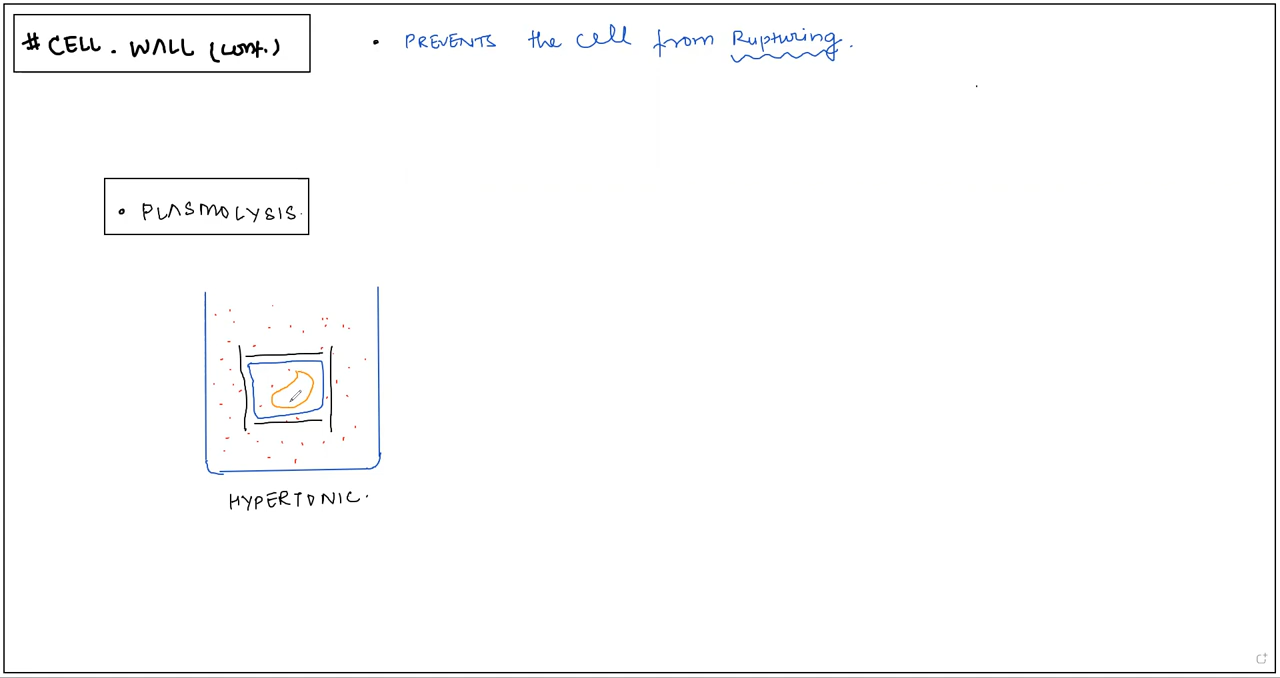 # CELL. WALL (cont.)
• PREVENTS the cell from Rupturing.
• PLASMOLYSIS.
HYPERTONIC.